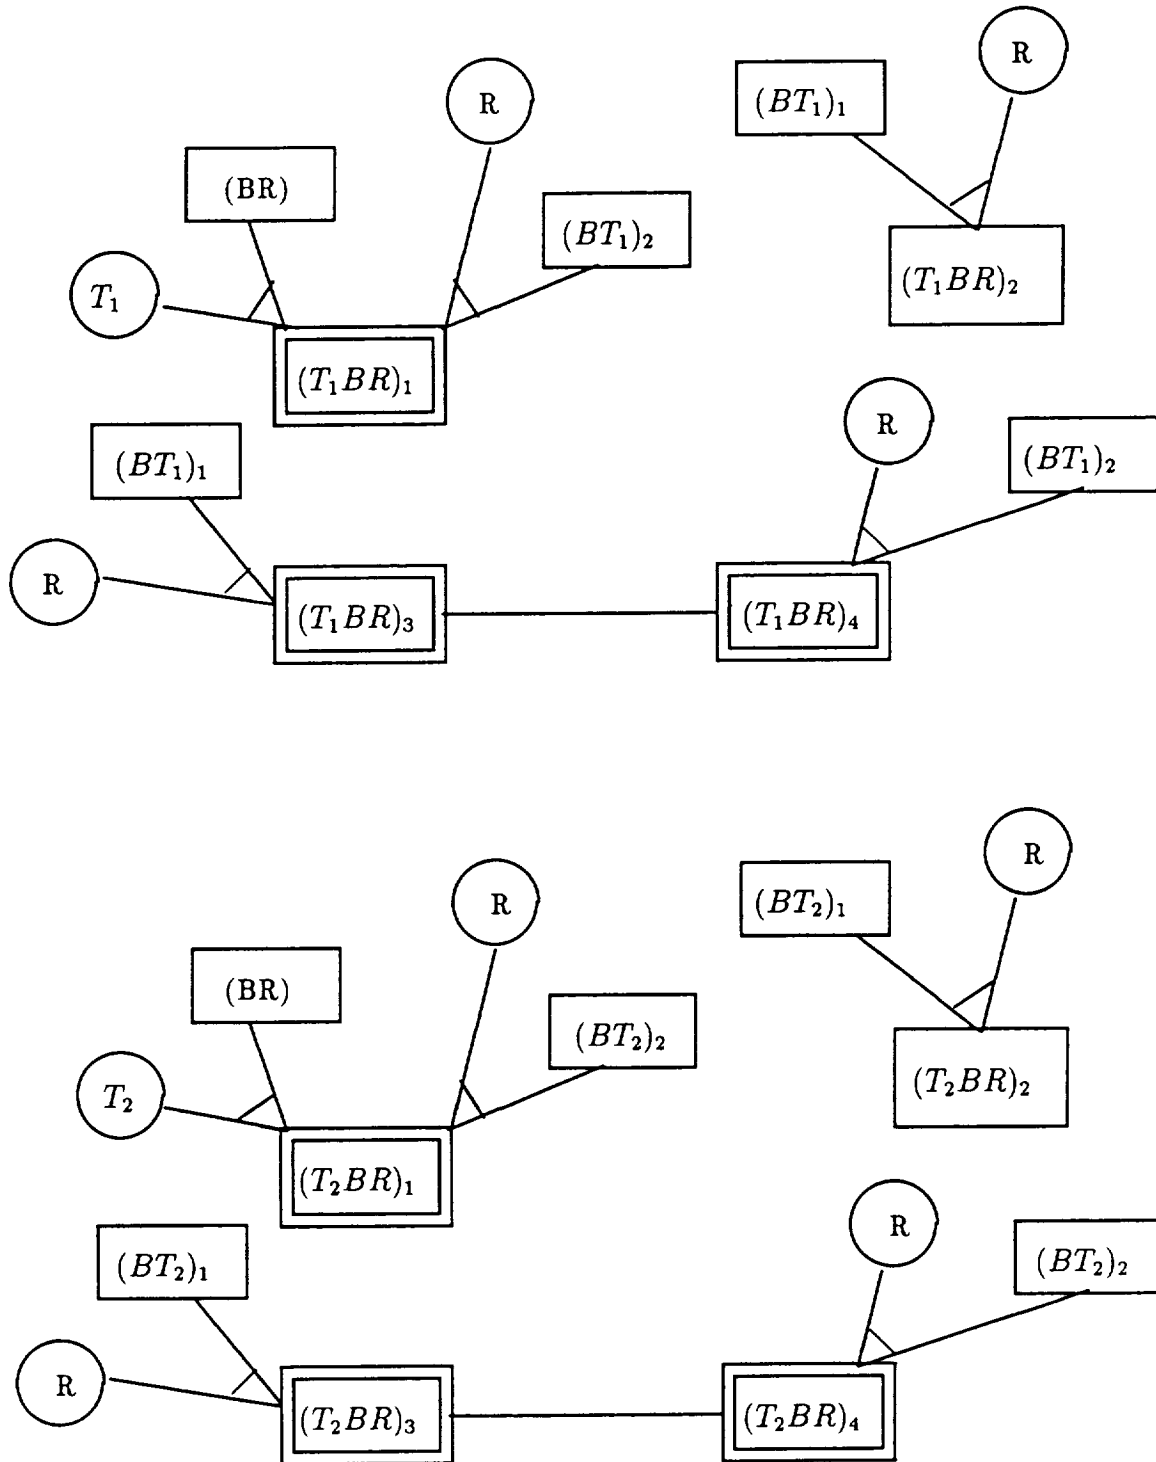 R
(BT₁)₁
R
(BR)
(BT₁)₂
T₁
(T₁BR)₂
(T₁BR)₁
R
(BT₁)₁
(BT₁)₂
R
(T₁BR)₃
(T₁BR)₄
R
(BT₂)₁
R
(BR)
(BT₂)₂
T₂
(T₂BR)₂
(T₂BR)₁
R
(BT₂)₁
(BT₂)₂
R
(T₂BR)₃
(T₂BR)₄